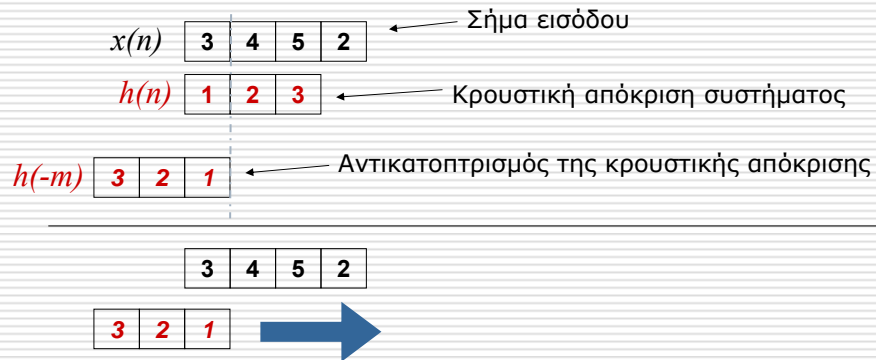 Σήμα εισόδου
x(n) 3 4 5 2
h(n) 1 2 3 Κρουστική απόκριση συστήματος
h(-m) 3 2 1 Αντικατοπτρισμός της κρουστικής απόκρισης
3 4 5 2
3 2 1